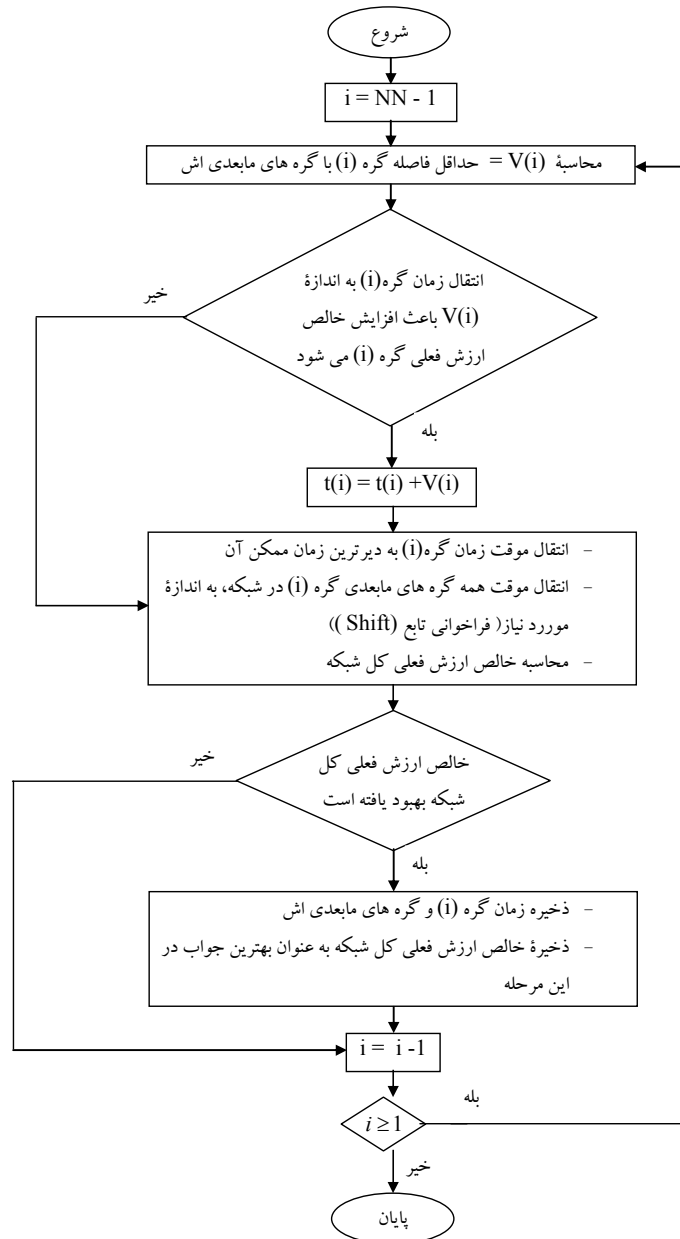 شروع
i = NN - 1
محاسبهٔ V(i) = حداقل فاصله گره (i) با گره های مابعدی اش
انتقال زمان گره(i) به اندازهٔ
V(i) باعث افزایش خالص
ارزش فعلی گره (i) می شود
خیر
بله
t(i) = t(i) +V(i)
- انتقال موقت زمان گره(i) به دیرترین زمان ممکن آن
- انتقال موقت همه گره های مابعدی گره (i) در شبکه، به اندازهٔ
موررد نیاز( فراخوانی تابع (Shift ))
- محاسبه خالص ارزش فعلی کل شبکه
خالص ارزش فعلی کل
شبکه بهبود یافته است
خیر
بله
- ذخیره زمان گره (i) و گره های مابعدی اش
- ذخیرهٔ خالص ارزش فعلی کل شبکه به عنوان بهترین جواب در
این مرحله
i = i -1
i ≥ 1
بله
خیر
پایان